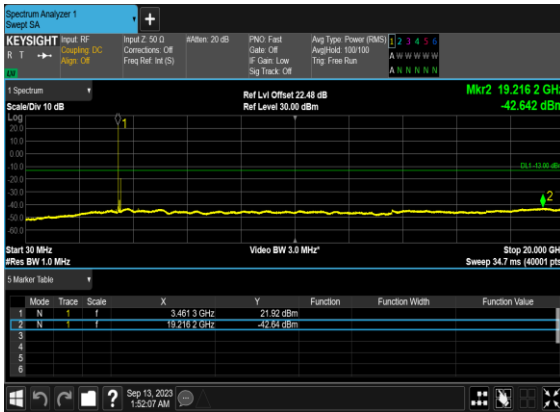 Spectrum Analyzer 1
Swept SA
KEYSIGHT
R T
Input: RF
Coupling: DC
Align: Off
Input Z: 50 Ω
Corrections: Off
Freq Ref: Int (S)
#Atten: 20 dB
PNO: Fast
Gate: Off
IF Gain: Low
Sig Track: Off
Avg Type: Power (RMS)
Avg|Hold: 100/100
Trig: Free Run
1 2 3 4 5 6
A W W W W W
A N N N N N
1 Spectrum
Scale/Div 10 dB
Ref Lvl Offset 22.48 dB
Ref Level 30.00 dBm
Mkr2 19.216 2 GHz
-42.642 dBm
Log
1
20.0
10.0
0.00
-10.0
DL1 -13.00 dBm
-20.0
-30.0
-40.0
2
-50.0
-60.0
Start 30 MHz
#Res BW 1.0 MHz
Video BW 3.0 MHz*
Stop 20.000 GHz
Sweep 34.7 ms (40001 pts)
5 Marker Table
Mode Trace Scale X Y Function Function Width Function Value
1 N 1 f 3.461 3 GHz 21.92 dBm
2 N 1 f 19.216 2 GHz -42.64 dBm
3
4
5
6
?
Sep 13, 2023
1:52:07 AM